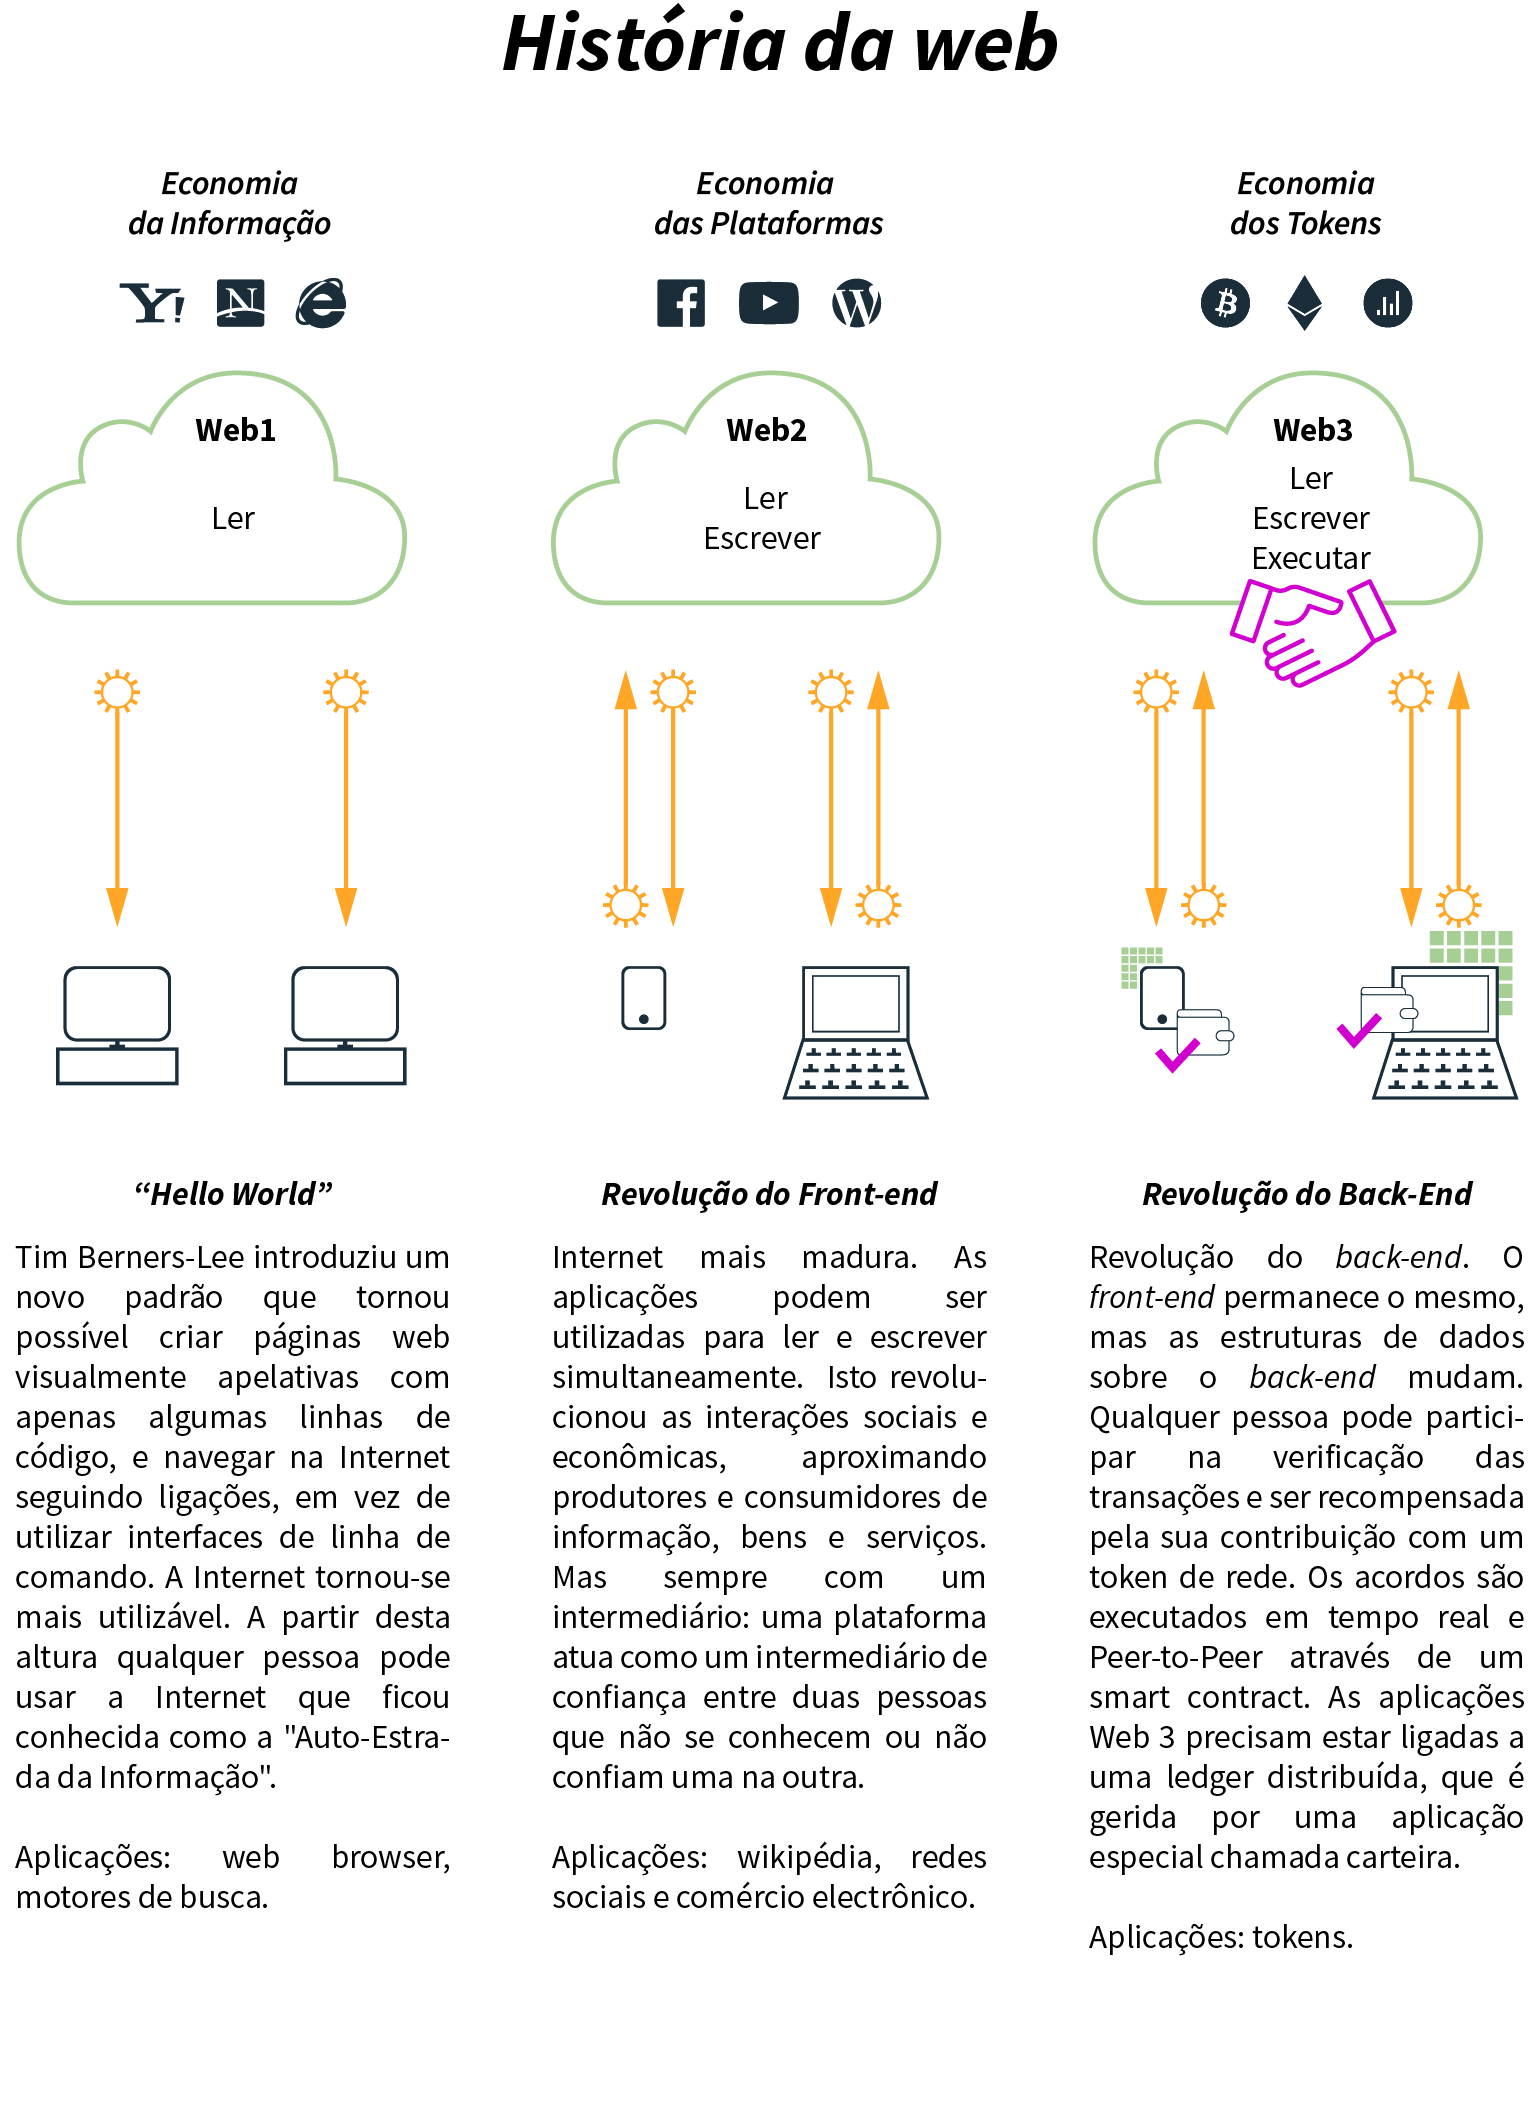 História da web
Economia
da Informação
Y!
N
e
Web1
Ler
“Hello World”
Tim Berners-Lee introduziu um
novo padrão que tornou
possível criar páginas web
visualmente apelativas com
apenas algumas linhas de
código, e navegar na Internet
seguindo ligações, em vez de
utilizar interfaces de linha de
comando. A Internet tornou-se
mais utilizável. A partir desta
altura qualquer pessoa pode
usar a Internet que ficou
conhecida como a "Auto-Estra-
da da Informação".
Aplicações: web browser,
motores de busca.
Economia
das Plataformas
f
W
Web2
Ler
Escrever
Revolução do Front-end
Internet mais madura. As
aplicações podem ser
utilizadas para ler e escrever
simultaneamente. Isto revolu-
cionou as interações sociais e
econômicas, aproximando
produtores e consumidores de
informação, bens e serviços.
Mas sempre com um
intermediário: uma plataforma
atua como um intermediário de
confiança entre duas pessoas
que não se conhecem ou não
confiam uma na outra.
Aplicações: wikipédia, redes
sociais e comércio electrônico.
Economia
dos Tokens
Web3
Ler
Escrever
Executar
Revolução do Back-End
Revolução do back-end. O
front-end permanece o mesmo,
mas as estruturas de dados
sobre o back-end mudam.
Qualquer pessoa pode partici-
par na verificação das
transações e ser recompensada
pela sua contribuição com um
token de rede. Os acordos são
executados em tempo real e
Peer-to-Peer através de um
smart contract. As aplicações
Web 3 precisam estar ligadas a
uma ledger distribuída, que é
gerida por uma aplicação
especial chamada carteira.
Aplicações: tokens.